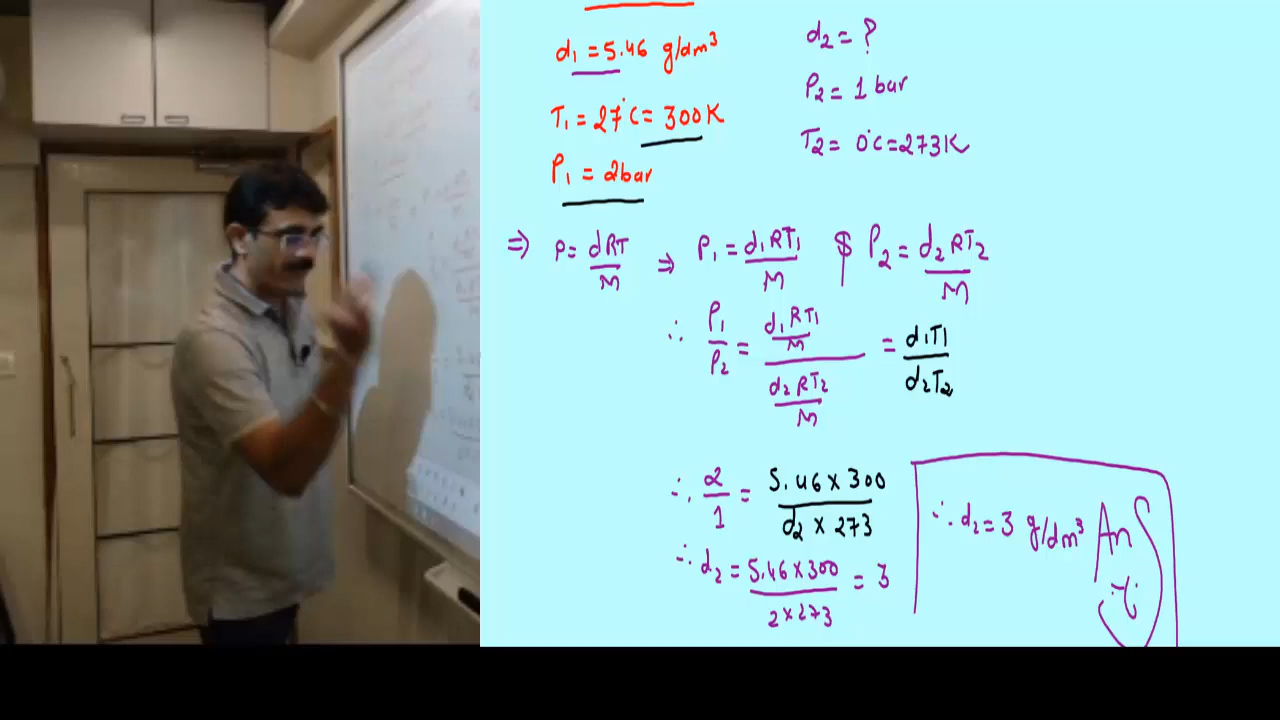 d1 = 5.46 g/dm³
T1 = 27°C = 300K
P1 = 2bar
d2 = ?
P2 = 1 bar
T2 = 0°C = 273K
⇒ P = dRT/M ⇒ P1 = d1RT1/M $ P2 = d2RT2/M
∴ P1/P2 = (d1RT1/M)/(d2RT2/M) = d1T1/d2T2
∴ 2/1 = 5.46 × 300/d2 × 273
∴ d2 = 5.46 × 300/2 × 273 = 3
∴ d2 = 3 g/dm³ Ans